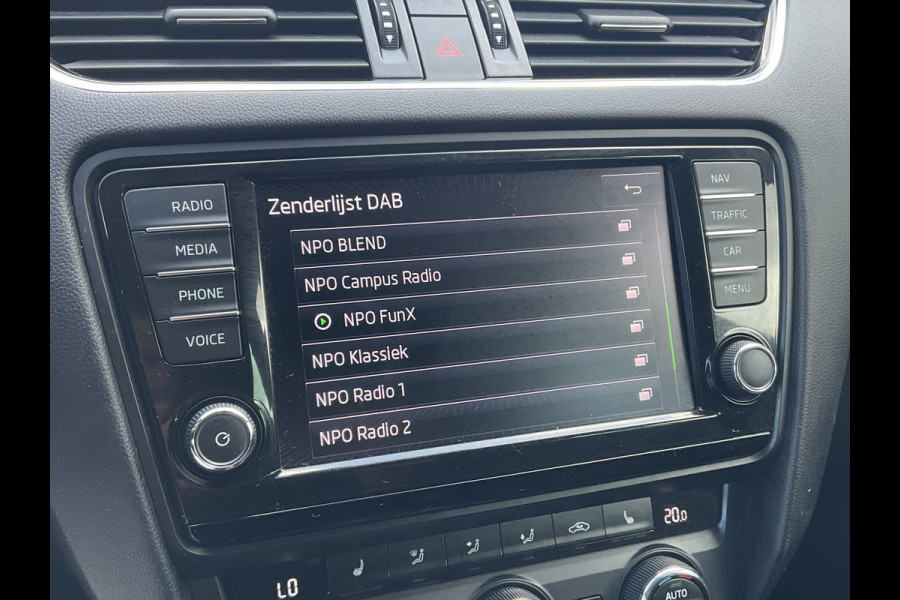 Zenderlijst DAB
NPO BLEND
NPO Campus Radio
NPO FunX
NPO Klassiek
NPO Radio 1
NPO Radio 2
RADIO
MEDIA
PHONE
VOICE
NAV
TRAFFIC
CAR
MENU
LO
20.0
AUTO